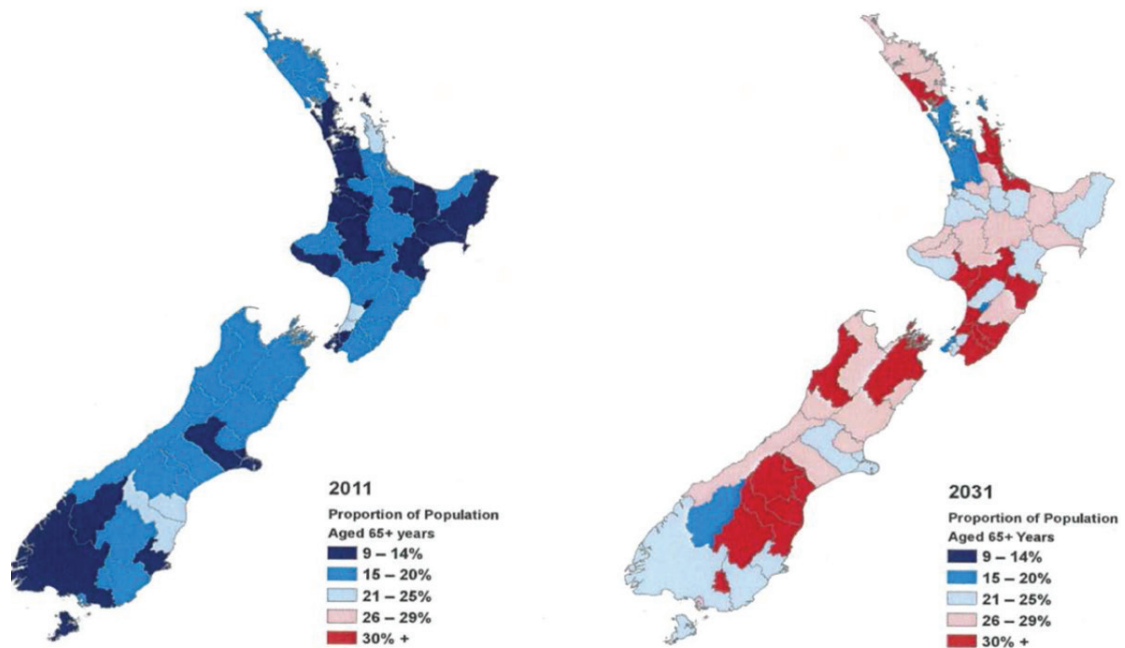 2011
Proportion of Population
Aged 65+ years
9 – 14%
15 – 20%
21 – 25%
26 – 29%
30% +
2031
Proportion of Population
Aged 65+ Years
9 – 14%
15 – 20%
21 – 25%
26 – 29%
30% +